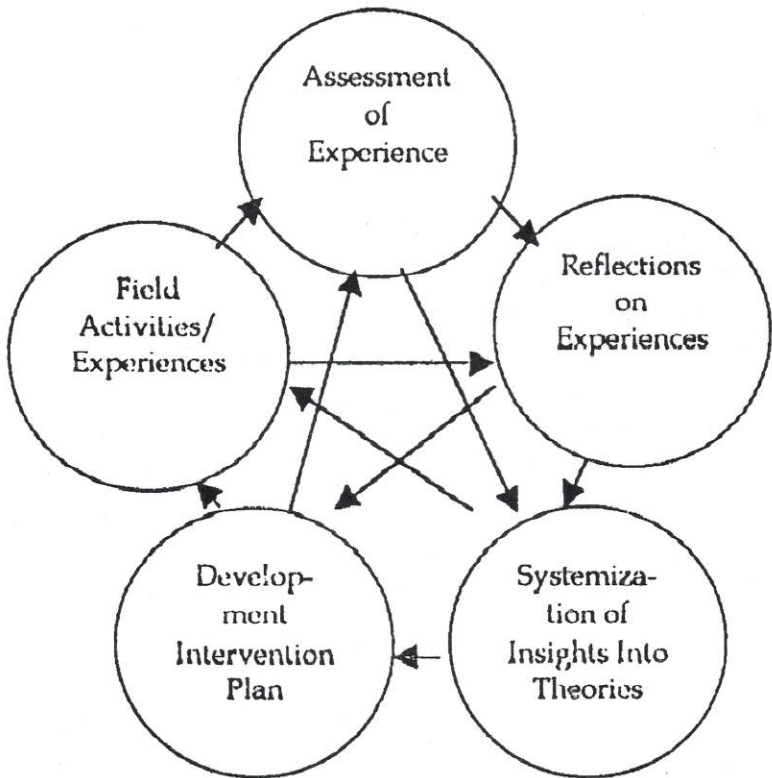 Assessment
of
Experience
Reflections
on
Experiences
Field
Activities/
Experiences
Develop-
ment
Intervention
Plan
Systemiza-
tion of
Insights Into
Theories